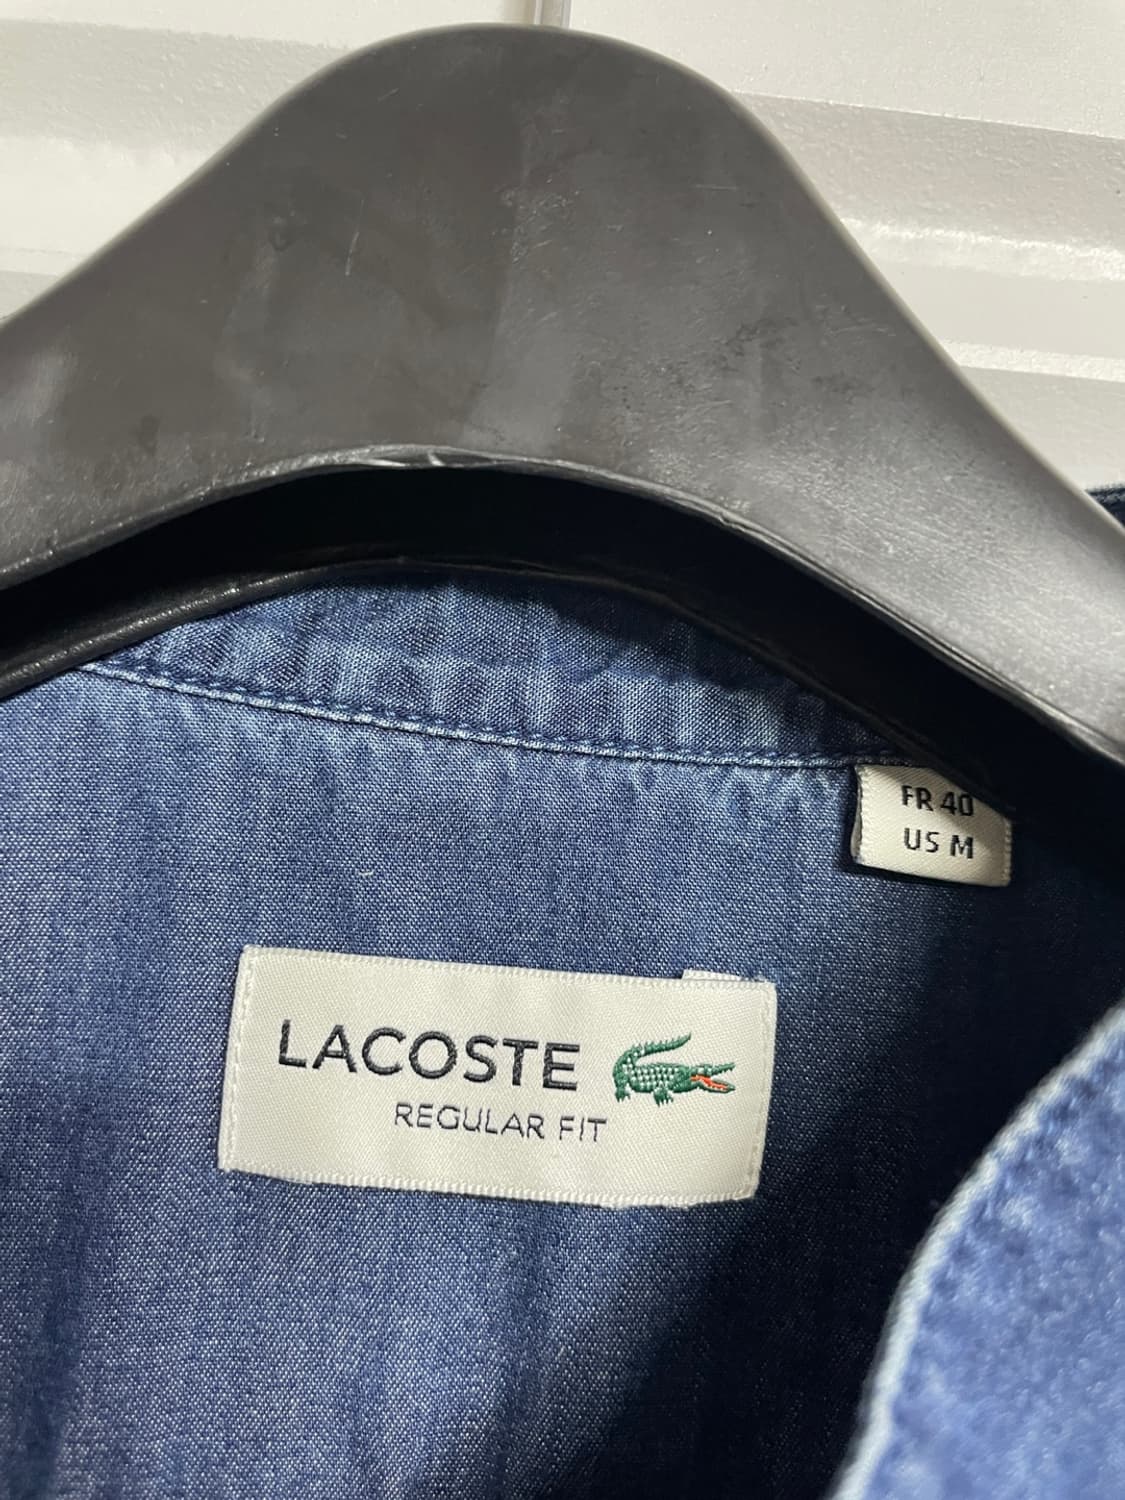 FR 40
US M
LACOSTE
REGULAR FIT